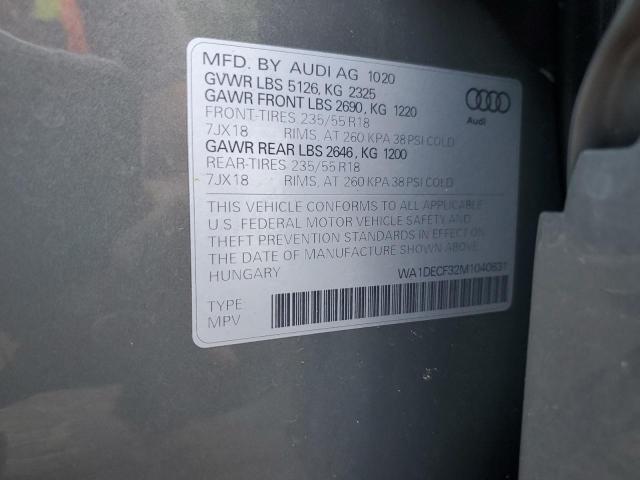 MFD. BY AUDI AG 1020
GVWR LBS 5126, KG 2325
GAWR FRONT LBS 2690, KG 1220
FRONT-TIRES 235/55 R18
7JX18 RIMS, AT 260 KPA 38 PSI COLD
GAWR REAR LBS 2646, KG 1200
REAR-TIRES 235/55 R18
7JX18 RIMS, AT 260 KPA 38 PSI COLD
Audi
THIS VEHICLE CONFORMS TO ALL APPLICABLE
U.S. FEDERAL MOTOR VEHICLE SAFETY AND
THEFT PREVENTION STANDARDS IN EFFECT ON
THE DATE OF MANUFACTURE SHOWN ABOVE.
HUNGARY WA1DECF32M1040631
TYPE
MPV